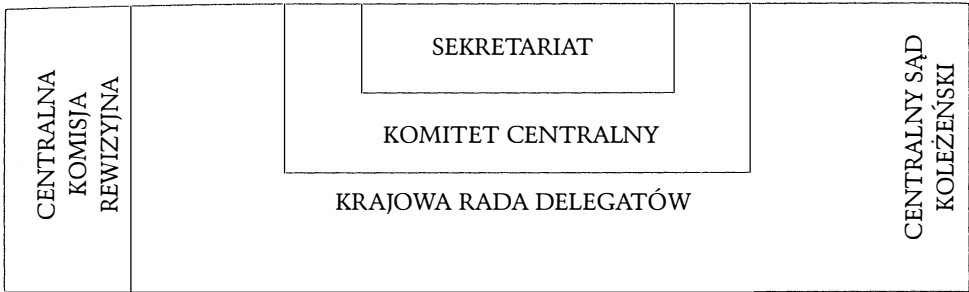 CENTRALNA
KOMISJA
REWIZYJNA
SEKRETARIAT
KOMITET CENTRALNY
KRAJOWA RADA DELEGATÓW
CENTRALNY SĄD
KOLEŻEŃSKI